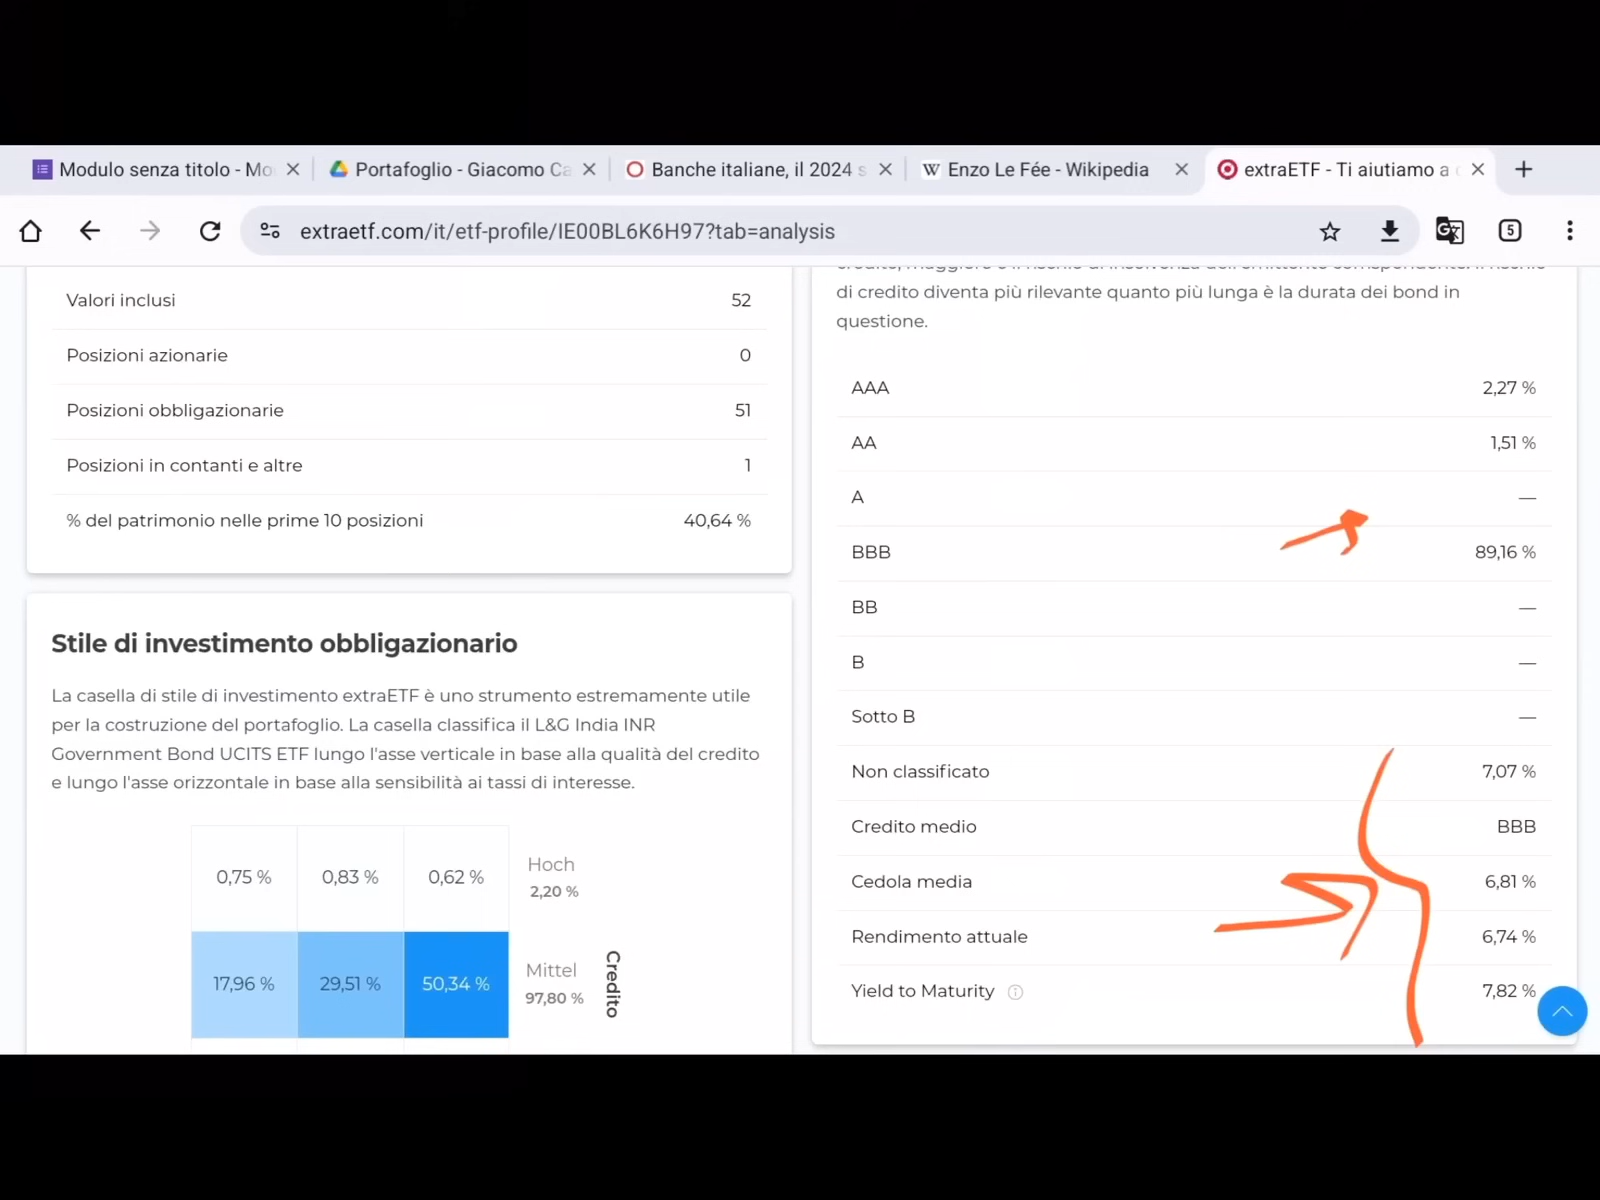 Modulo senza titolo - Mo
Portafoglio - Giacomo Ca
Banche italiane, il 2024 s
W Enzo Le Fée - Wikipedia
extraETF - Ti aiutiamo a
extraetf.com/it/etf-profile/IE00BL6K6H97?tab=analysis
5
Valori inclusi 52
Posizioni azionarie 0
Posizioni obbligazionarie 51
Posizioni in contanti e altre 1
% del patrimonio nelle prime 10 posizioni 40,64 %
Stile di investimento obbligazionario
La casella di stile di investimento extraETF è uno strumento estremamente utile
per la costruzione del portafoglio. La casella classifica il L&G India INR
Government Bond UCITS ETF lungo l'asse verticale in base alla qualità del credito
e lungo l'asse orizzontale in base alla sensibilità ai tassi di interesse.
0,75 % 0,83 % 0,62 % Hoch
2,20 %
17,96 % 29,51 % 50,34 % Mittel
97,80 %
Credito
di credito diventa più rilevante quanto più lunga è la durata dei bond in
questione.
AAA 2,27 %
AA 1,51 %
A —
BBB 89,16 %
BB —
B —
Sotto B —
Non classificato 7,07 %
Credito medio BBB
Cedola media 6,81 %
Rendimento attuale 6,74 %
Yield to Maturity 7,82 %